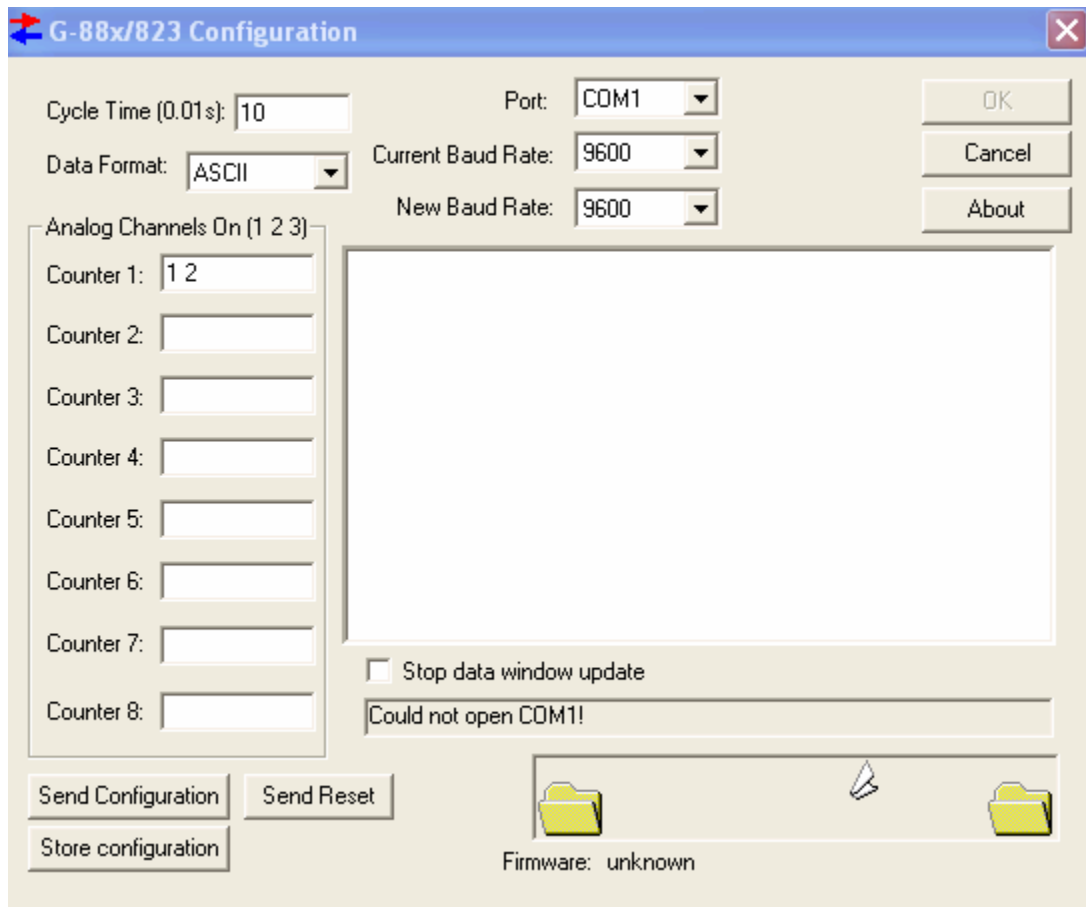 G-88x/823 Configuration
Cycle Time (0.01s): 10
Data Format: ASCII
Port: COM1
Current Baud Rate: 9600
New Baud Rate: 9600
OK
Cancel
About
Analog Channels On (1 2 3)
Counter 1: 1 2
Counter 2:
Counter 3:
Counter 4:
Counter 5:
Counter 6:
Counter 7:
Counter 8:
Stop data window update
Could not open COM1!
Send Configuration
Send Reset
Store configuration
Firmware: unknown